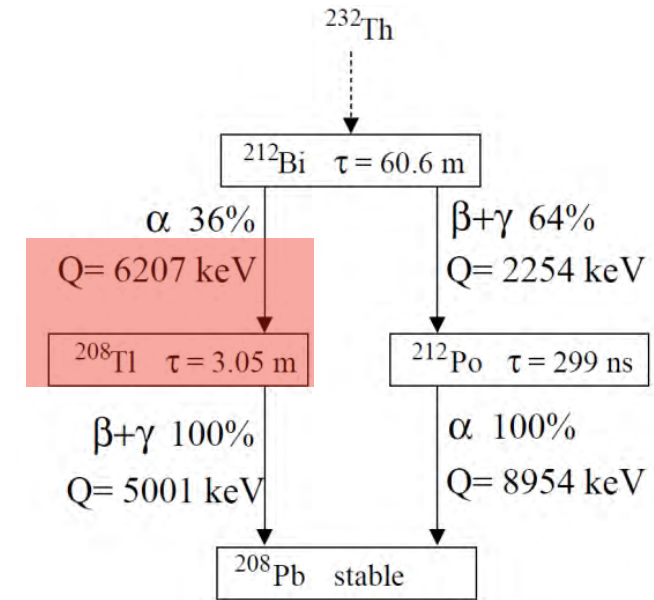 ²³²Th
²¹²Bi τ = 60.6 m
α 36%
β+γ 64%
Q= 6207 keV
Q= 2254 keV
²⁰⁸Tl τ = 3.05 m
²¹²Po τ = 299 ns
β+γ 100%
α 100%
Q= 5001 keV
Q= 8954 keV
²⁰⁸Pb stable